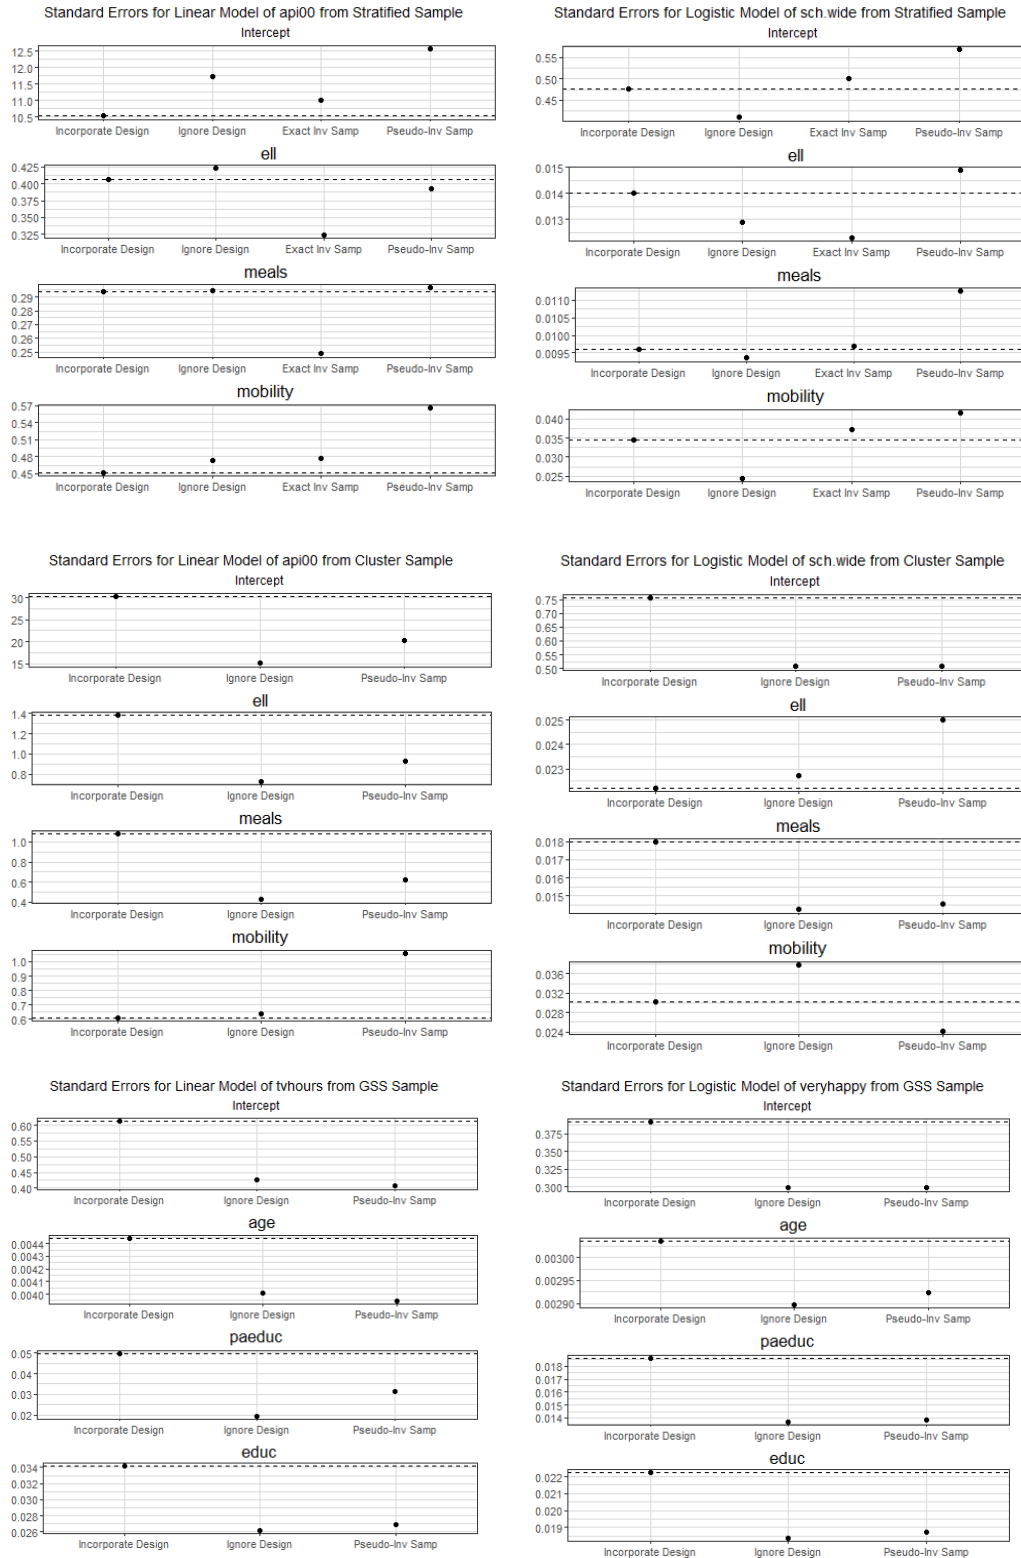 Standard Errors for Linear Model of api00 from Stratified Sample
Intercept
12.5
12.0
11.5
11.0
10.5
Incorporate Design Ignore Design Exact Inv Samp Pseudo-Inv Samp
ell
0.425
0.400
0.375
0.350
0.325
Incorporate Design Ignore Design Exact Inv Samp Pseudo-Inv Samp
meals
0.29
0.28
0.27
0.26
0.25
Incorporate Design Ignore Design Exact Inv Samp Pseudo-Inv Samp
mobility
0.57
0.54
0.51
0.48
0.45
Incorporate Design Ignore Design Exact Inv Samp Pseudo-Inv Samp
Standard Errors for Logistic Model of sch.wide from Stratified Sample
Intercept
0.55
0.50
0.45
Incorporate Design Ignore Design Exact Inv Samp Pseudo-Inv Samp
ell
0.015
0.014
0.013
Incorporate Design Ignore Design Exact Inv Samp Pseudo-Inv Samp
meals
0.0110
0.0105
0.0100
0.0095
Incorporate Design Ignore Design Exact Inv Samp Pseudo-Inv Samp
mobility
0.040
0.035
0.030
0.025
Incorporate Design Ignore Design Exact Inv Samp Pseudo-Inv Samp
Standard Errors for Linear Model of api00 from Cluster Sample
Intercept
30
25
20
15
Incorporate Design Ignore Design Pseudo-Inv Samp
ell
1.4
1.2
1.0
0.8
Incorporate Design Ignore Design Pseudo-Inv Samp
meals
1.0
0.8
0.6
0.4
Incorporate Design Ignore Design Pseudo-Inv Samp
mobility
1.0
0.9
0.8
0.7
0.6
Incorporate Design Ignore Design Pseudo-Inv Samp
Standard Errors for Logistic Model of sch.wide from Cluster Sample
Intercept
0.75
0.70
0.65
0.60
0.55
0.50
Incorporate Design Ignore Design Pseudo-Inv Samp
ell
0.025
0.024
0.023
Incorporate Design Ignore Design Pseudo-Inv Samp
meals
0.018
0.017
0.016
0.015
Incorporate Design Ignore Design Pseudo-Inv Samp
mobility
0.036
0.032
0.028
0.024
Incorporate Design Ignore Design Pseudo-Inv Samp
Standard Errors for Linear Model of tvhours from GSS Sample
Intercept
0.60
0.55
0.50
0.45
0.40
Incorporate Design Ignore Design Pseudo-Inv Samp
age
0.0044
0.0043
0.0042
0.0041
0.0040
Incorporate Design Ignore Design Pseudo-Inv Samp
paeduc
0.05
0.04
0.03
0.02
Incorporate Design Ignore Design Pseudo-Inv Samp
educ
0.034
0.032
0.030
0.028
0.026
Incorporate Design Ignore Design Pseudo-Inv Samp
Standard Errors for Logistic Model of veryhappy from GSS Sample
Intercept
0.375
0.350
0.325
0.300
Incorporate Design Ignore Design Pseudo-Inv Samp
age
0.00300
0.00295
0.00290
Incorporate Design Ignore Design Pseudo-Inv Samp
paeduc
0.018
0.017
0.016
0.015
0.014
Incorporate Design Ignore Design Pseudo-Inv Samp
educ
0.022
0.021
0.020
0.019
Incorporate Design Ignore Design Pseudo-Inv Samp